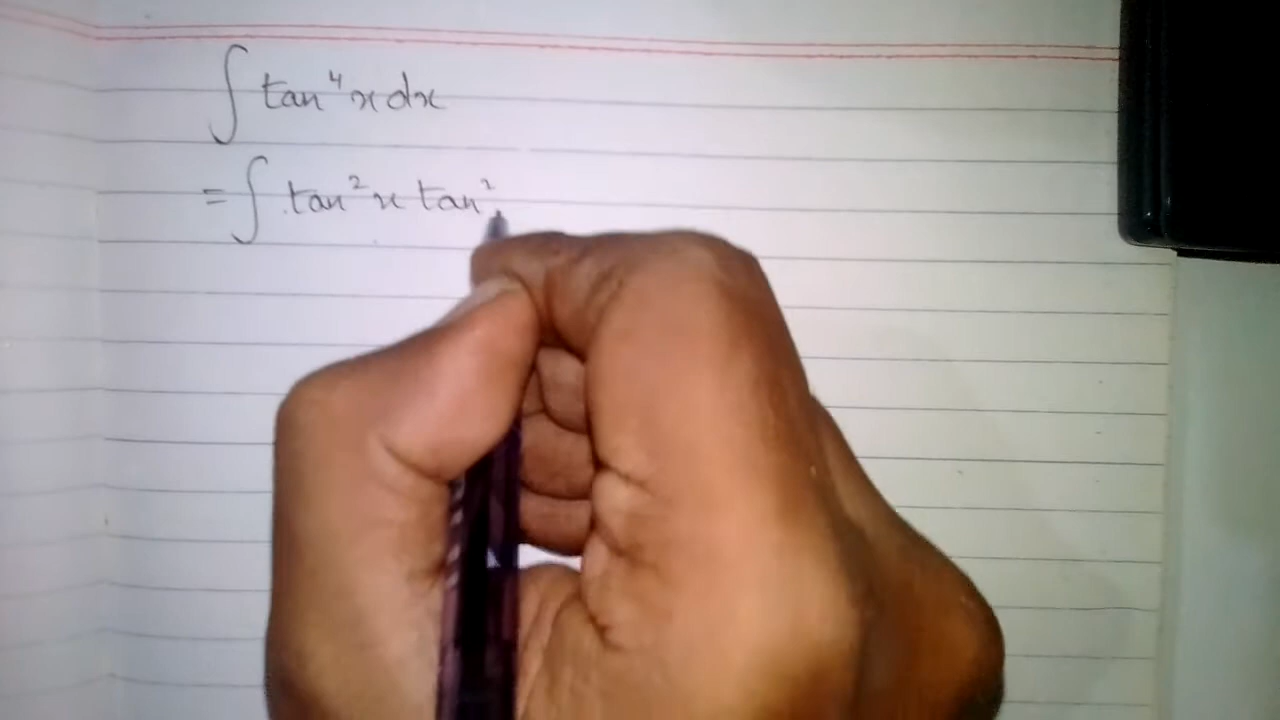 ∫ tan⁴x dx
= ∫ tan²x tan²